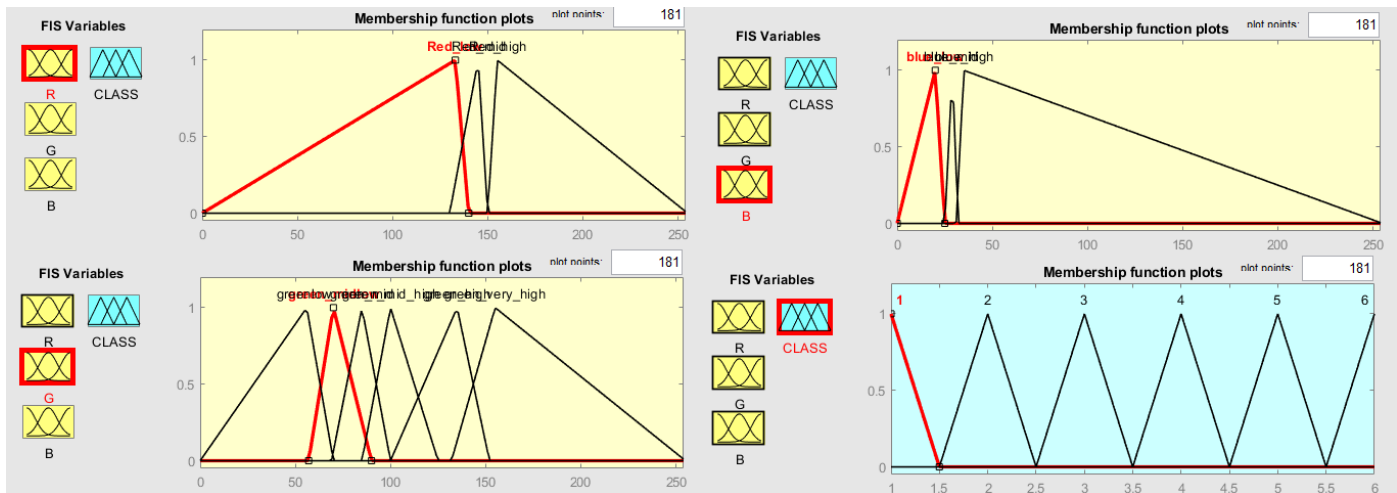 FIS Variables
R
CLASS
G
B
Membership function plots
plot points:
181
Red_mid_high
1
0.5
0
0
50
100
150
200
250
FIS Variables
R
CLASS
G
B
Membership function plots
plot points:
181
1
0.5
0
0
50
100
150
200
250
FIS Variables
R
CLASS
G
B
Membership function plots
plot points:
181
green_very_high
1
0.5
0
0
50
100
150
200
250
FIS Variables
R
CLASS
G
B
Membership function plots
plot points:
181
1
2
3
4
5
6
1
0.5
0
1
1.5
2
2.5
3
3.5
4
4.5
5
5.5
6